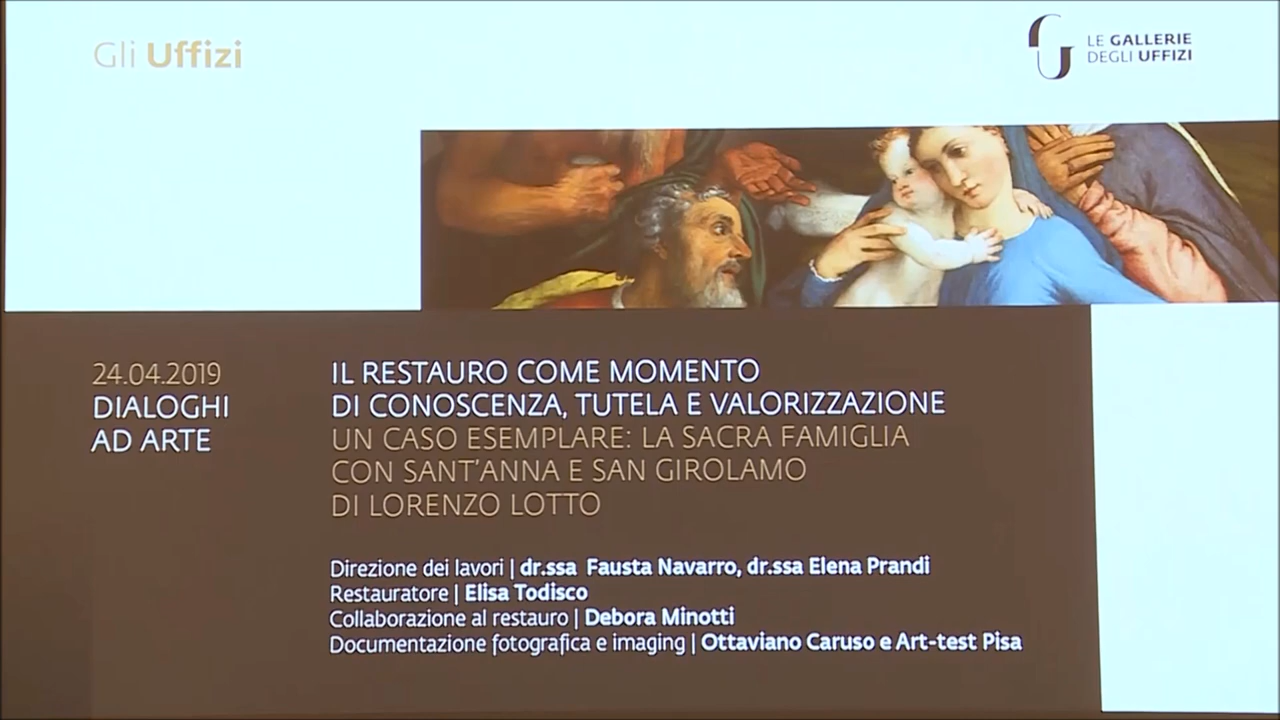 Gli Uffizi
LE GALLERIE
DEGLI UFFIZI
24.04.2019
DIALOGHI
AD ARTE
IL RESTAURO COME MOMENTO
DI CONOSCENZA, TUTELA E VALORIZZAZIONE
UN CASO ESEMPLARE: LA SACRA FAMIGLIA
CON SANT'ANNA E SAN GIROLAMO
DI LORENZO LOTTO
Direzione dei lavori | dr.ssa Fausta Navarro, dr.ssa Elena Prandi
Restauratore | Elisa Todisco
Collaborazione al restauro | Debora Minotti
Documentazione fotografica e imaging | Ottaviano Caruso e Art-test Pisa